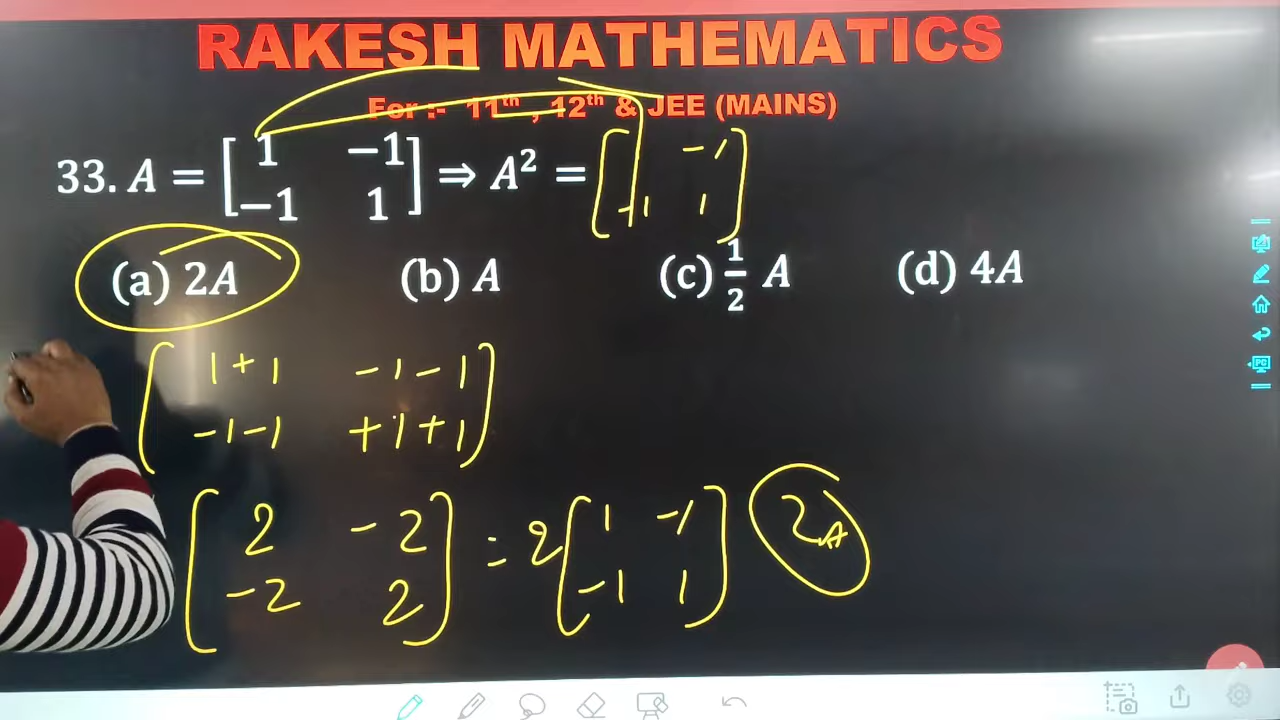 RAKESH MATHEMATICS
For :- 11th , 12th & JEE (MAINS)
33. A = [1 −1; −1 1] ⇒ A² = [ −1; −1 1]
(a) 2A (b) A (c) 1/2 A (d) 4A
[1+1 −1−1; −1−1 +1+1]
[2 −2; −2 2] = 2[1 −1; −1 1] 2A
PC